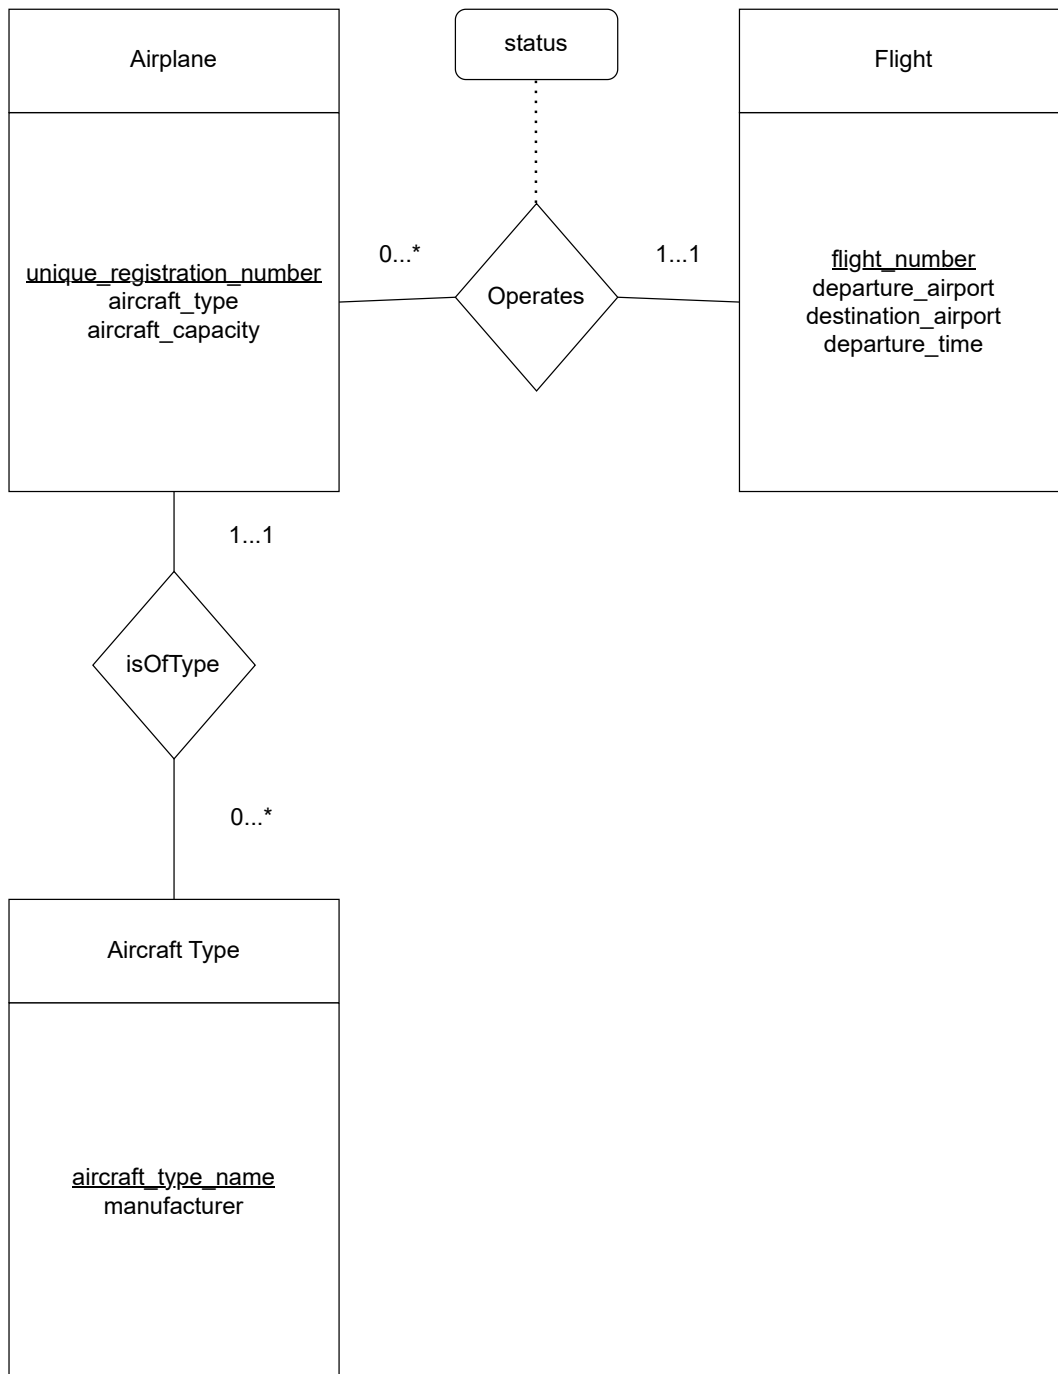 Airplane
status
Flight
unique_registration_number
aircraft_type
aircraft_capacity
0...*
Operates
1...1
flight_number
departure_airport
destination_airport
departure_time
1...1
isOfType
0...*
Aircraft Type
aircraft_type_name
manufacturer